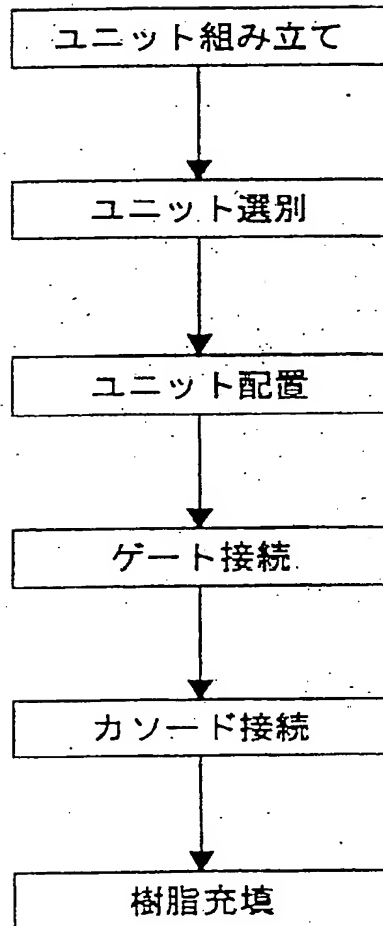 ユニット組み立て
ユニット選別
ユニット配置
ゲート接続
カソード接続
樹脂充填